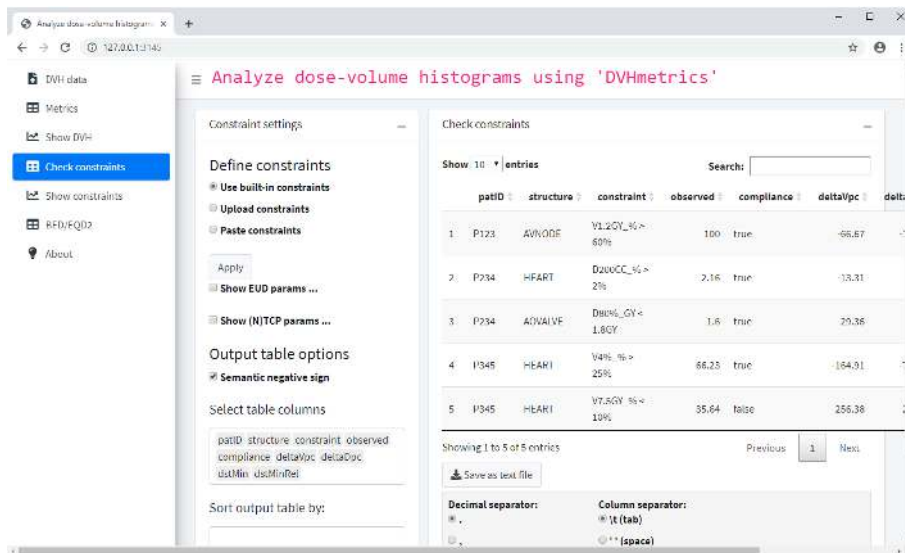 Analyze dose-volume histogram
127.0.0.1:3145
DVH data
Metrics
Show DVH
Check constraints
Show constraints
BED/EQD2
About
Analyze dose-volume histograms using 'DVHmetrics'
Constraint settings
Define constraints
Use built-in constraints
Upload constraints
Paste constraints
Apply
Show EUD params ...
Show (N)TCP params ...
Output table options
Semantic negative sign
Select table columns
patID structure constraint observed
compliance deltaVpc deltaDpc
dstMin dstMinRel
Sort output table by:
Check constraints
Show 10 entries Search:
patID structure constraint observed compliance deltaVpc delta
1 P123 AVNODE V1.2GY_% > 60% 100 true -66.67
2 P234 HEART D200CC_% > 2% 2.16 true -13.31
3 P234 AOVALVE D80%_GY < 1.8GY 1.6 true
4 P345 HEART V4%_% > 25% 66.23 true -164.91
5 P345 HEART 10% 35.64 false 256.38
Showing 1 to 5 of 5 entries Previous 1 Next
Save as text file
Decimal separator: Column separator:
. \t (tab)
, " " (space)